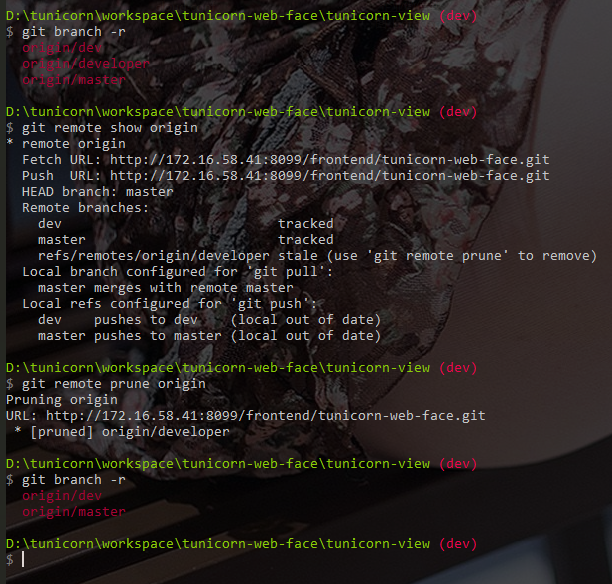 D:\tunicorn\workspace\tunicorn-web-face\tunicorn-view (dev)
$ git branch -r
  origin/dev
  origin/developer
  origin/master

D:\tunicorn\workspace\tunicorn-web-face\tunicorn-view (dev)
$ git remote show origin
* remote origin
  Fetch URL: http://172.16.58.41:8099/frontend/tunicorn-web-face.git
  Push  URL: http://172.16.58.41:8099/frontend/tunicorn-web-face.git
  HEAD branch: master
  Remote branches:
    dev                           tracked
    master                        tracked
    refs/remotes/origin/developer stale (use 'git remote prune' to remove)
  Local branch configured for 'git pull':
    master merges with remote master
  Local refs configured for 'git push':
    dev    pushes to dev    (local out of date)
    master pushes to master (local out of date)

D:\tunicorn\workspace\tunicorn-web-face\tunicorn-view (dev)
$ git remote prune origin
Pruning origin
URL: http://172.16.58.41:8099/frontend/tunicorn-web-face.git
 * [pruned] origin/developer

D:\tunicorn\workspace\tunicorn-web-face\tunicorn-view (dev)
$ git branch -r
  origin/dev
  origin/master

D:\tunicorn\workspace\tunicorn-web-face\tunicorn-view (dev)
$